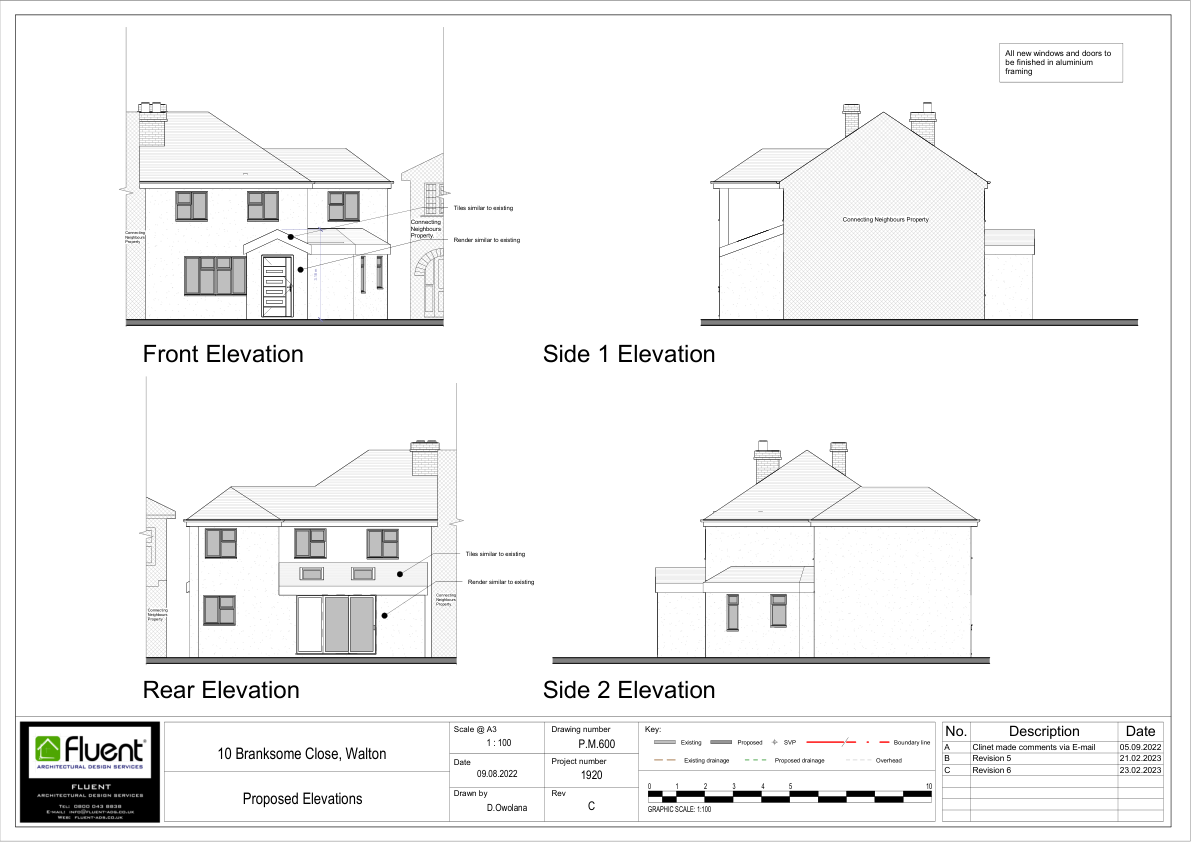 All new windows and doors to
be finished in aluminium
framing
Tiles similar to existing
Render similar to existing
Connecting
Neighbours
Property
Connecting
Neighbours
Property
Connecting Neighbours Property
Front Elevation
Side 1 Elevation
Tiles similar to existing
Render similar to existing
Connecting
Neighbours
Property
Connecting
Neighbours
Property
Rear Elevation
Side 2 Elevation
fluent
ARCHITECTURAL DESIGN SERVICES
FLUENT
ARCHITECTURAL DESIGN SERVICES
TEL: 0800 043 8838
E-MAIL: INFO@FLUENT-ADS.CO.UK
WEB: FLUENT-ADS.CO.UK
10 Branksome Close, Walton
Proposed Elevations
Scale @ A3
1 : 100
Date
09.08.2022
Drawn by
D.Owolana
Drawing number
P.M.600
Project number
1920
Rev
C
Key:
Existing
Proposed
SVP
Boundary line
Existing drainage
Proposed drainage
Overhead
0 1 2 3 4 5 10
GRAPHIC SCALE: 1:100
No. Description Date
A Clinet made comments via E-mail 05.09.2022
B Revision 5 21.02.2023
C Revision 6 23.02.2023